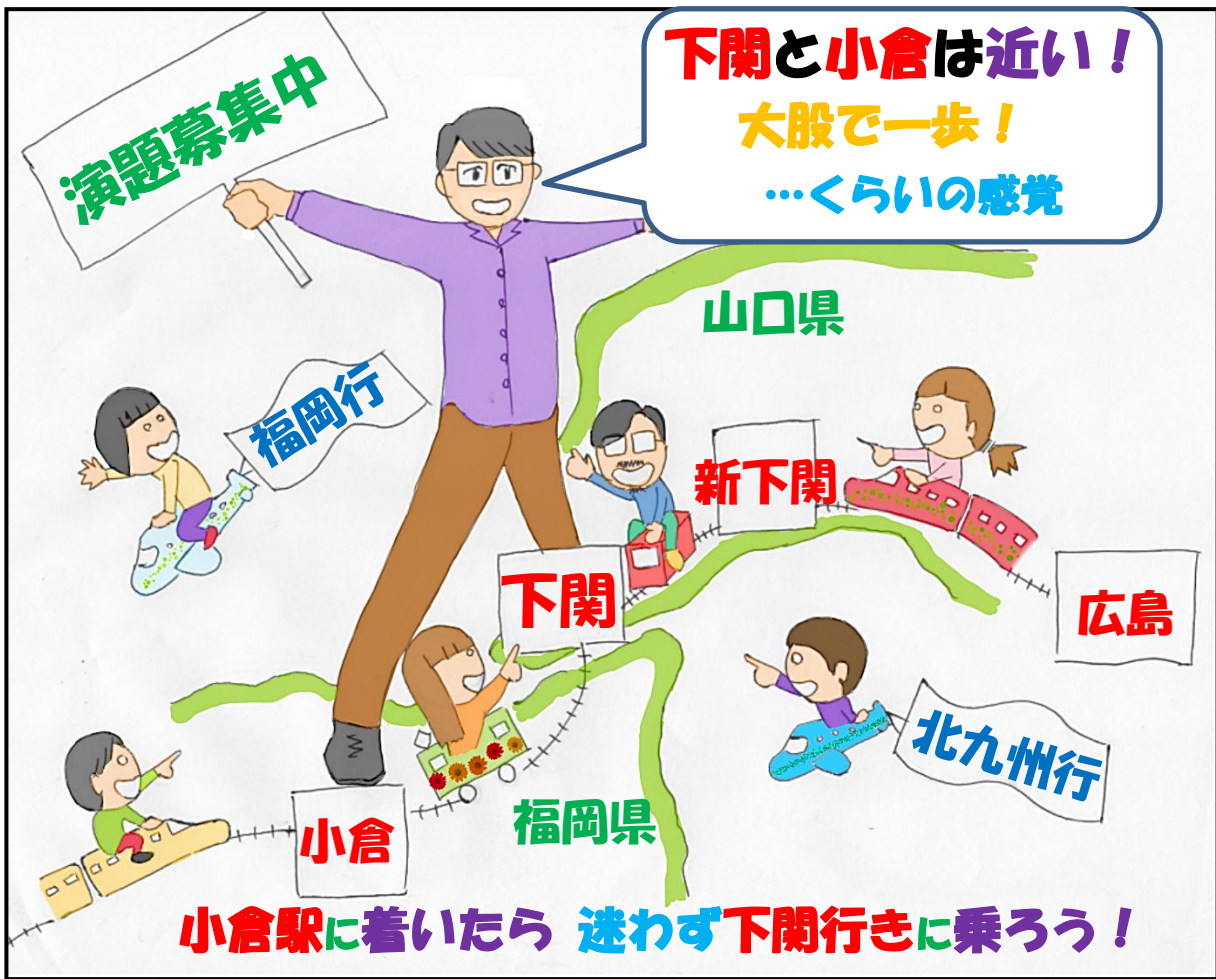 演題募集中
下関と小倉は近い！
大股で一歩！
…くらいの感覚
山口県
福岡行
新下関
下関
広島
北九州行
小倉
福岡県
小倉駅に着いたら 迷わず下関行きに乗ろう！